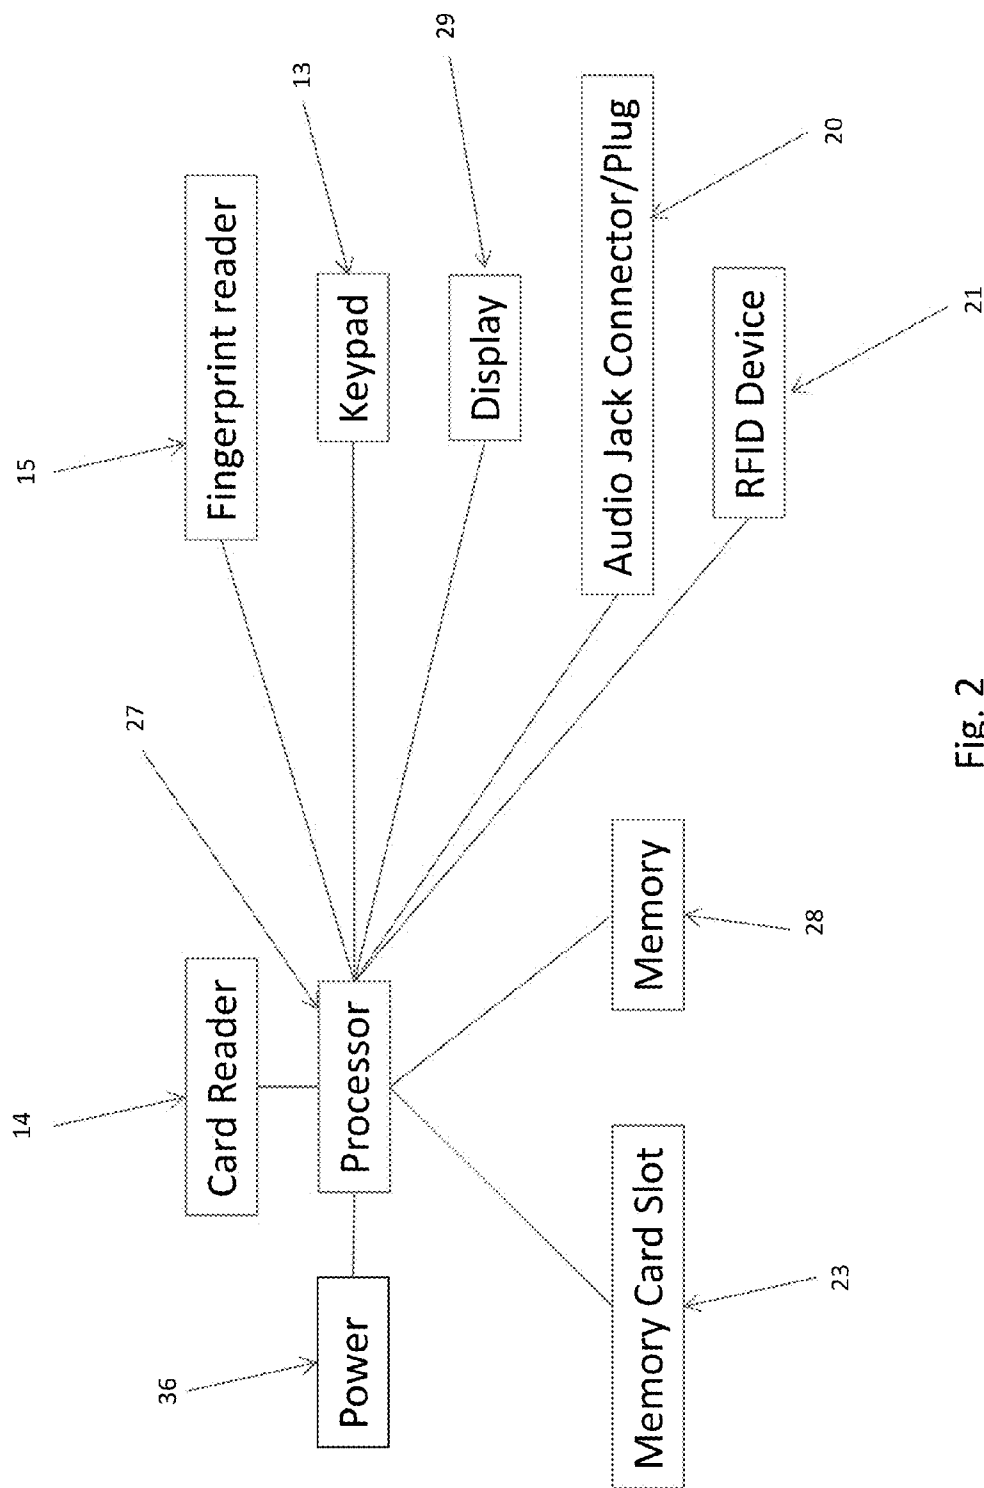 14
Card Reader
27
15
Fingerprint reader
36
Power
Processor
13
Keypad
29
Display
Memory Card Slot
23
Memory
28
Audio Jack Connector/Plug
20
RFID Device
21
Fig. 2